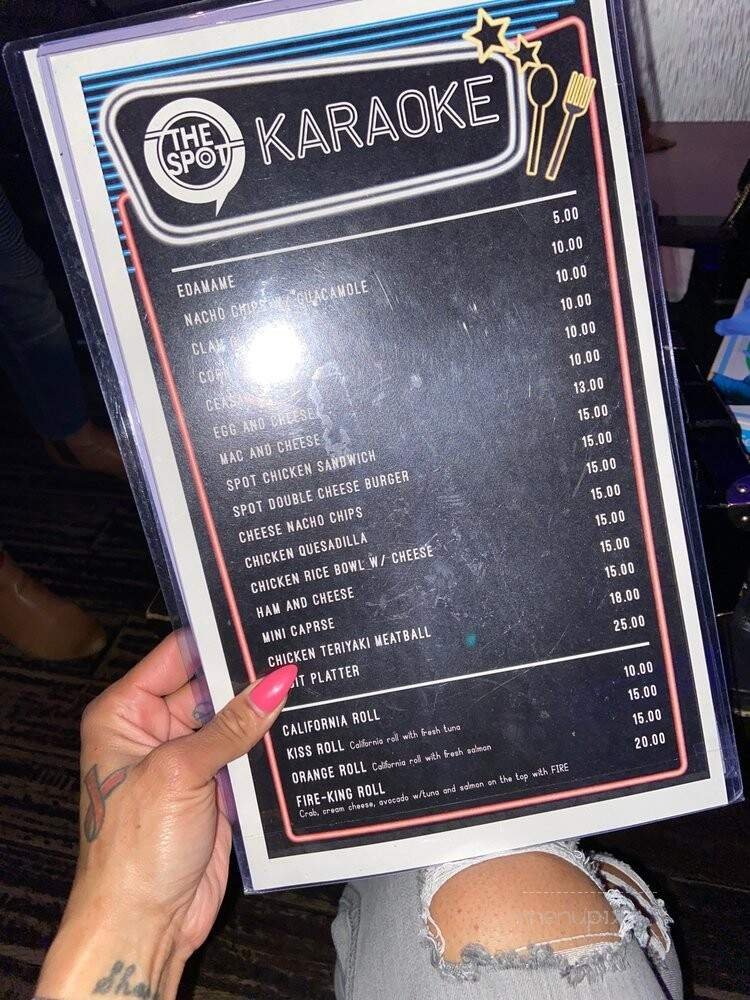 THE SPOT
KARAOKE
EDAMAME 5.00
NACHO CHIPS W/ GUACAMOLE 10.00
CLAM 10.00
10.00
10.00
EGG AND CHEESE 10.00
MAC AND CHEESE 13.00
SPOT CHICKEN SANDWICH 15.00
SPOT DOUBLE CHEESE BURGER 15.00
CHEESE NACHO CHIPS 15.00
CHICKEN QUESADILLA 15.00
CHICKEN RICE BOWL W/ CHEESE 15.00
HAM AND CHEESE 15.00
MINI CAPRSE 15.00
CHICKEN TERIYAKI MEATBALL 18.00
PLATTER 25.00
CALIFORNIA ROLL 10.00
KISS ROLL California roll with fresh tuna 15.00
ORANGE ROLL California roll with fresh salmon 15.00
FIRE-KING ROLL 20.00
Crab, cream cheese, avocado w/tuna and salmon on the top with FIRE